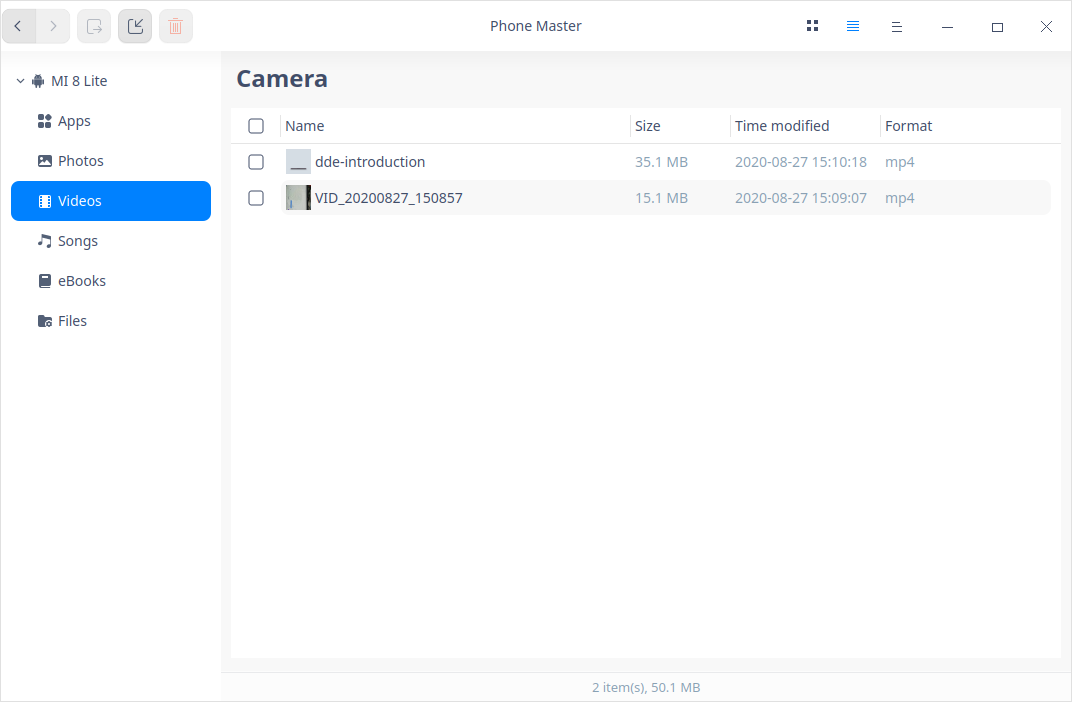 Phone Master
MI 8 Lite
Apps
Photos
Videos
Songs
eBooks
Files
Camera
Name Size Time modified Format
dde-introduction 35.1 MB 2020-08-27 15:10:18 mp4
VID_20200827_150857 15.1 MB 2020-08-27 15:09:07 mp4
2 item(s), 50.1 MB